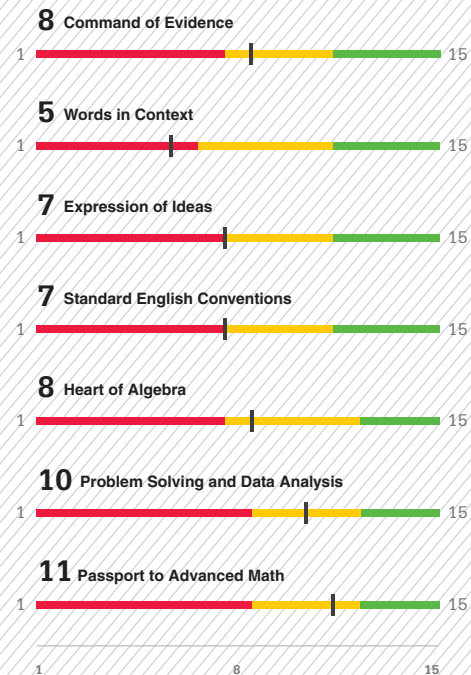 8 Command of Evidence
1 15
5 Words in Context
1 15
7 Expression of Ideas
1 15
7 Standard English Conventions
1 15
8 Heart of Algebra
1 15
10 Problem Solving and Data Analysis
1 15
11 Passport to Advanced Math
1 15
1 8 15